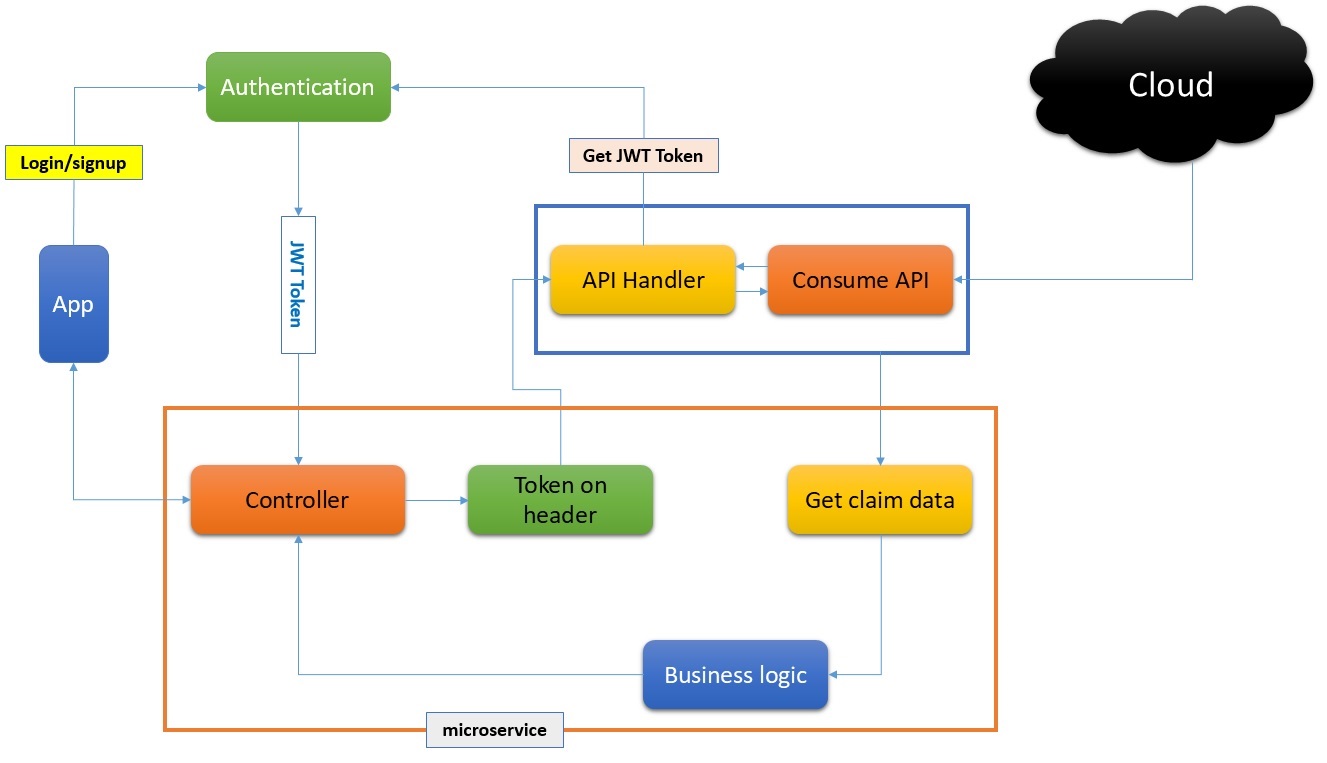 Cloud
Authentication
Login/signup
Get JWT Token
JWT Token
App
API Handler
Consume API
Controller
Token on
header
Get claim data
Business logic
microservice